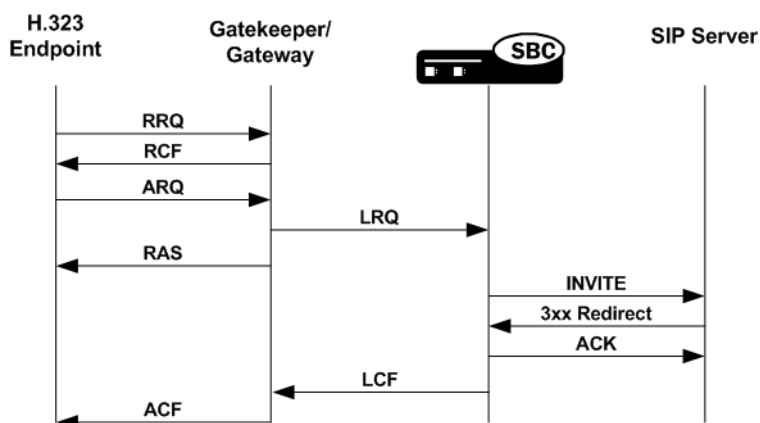 H.323
Endpoint
Gatekeeper/
Gateway
SBC
SIP Server
RRQ
RCF
ARQ
LRQ
RAS
INVITE
3xx Redirect
ACK
LCF
ACF